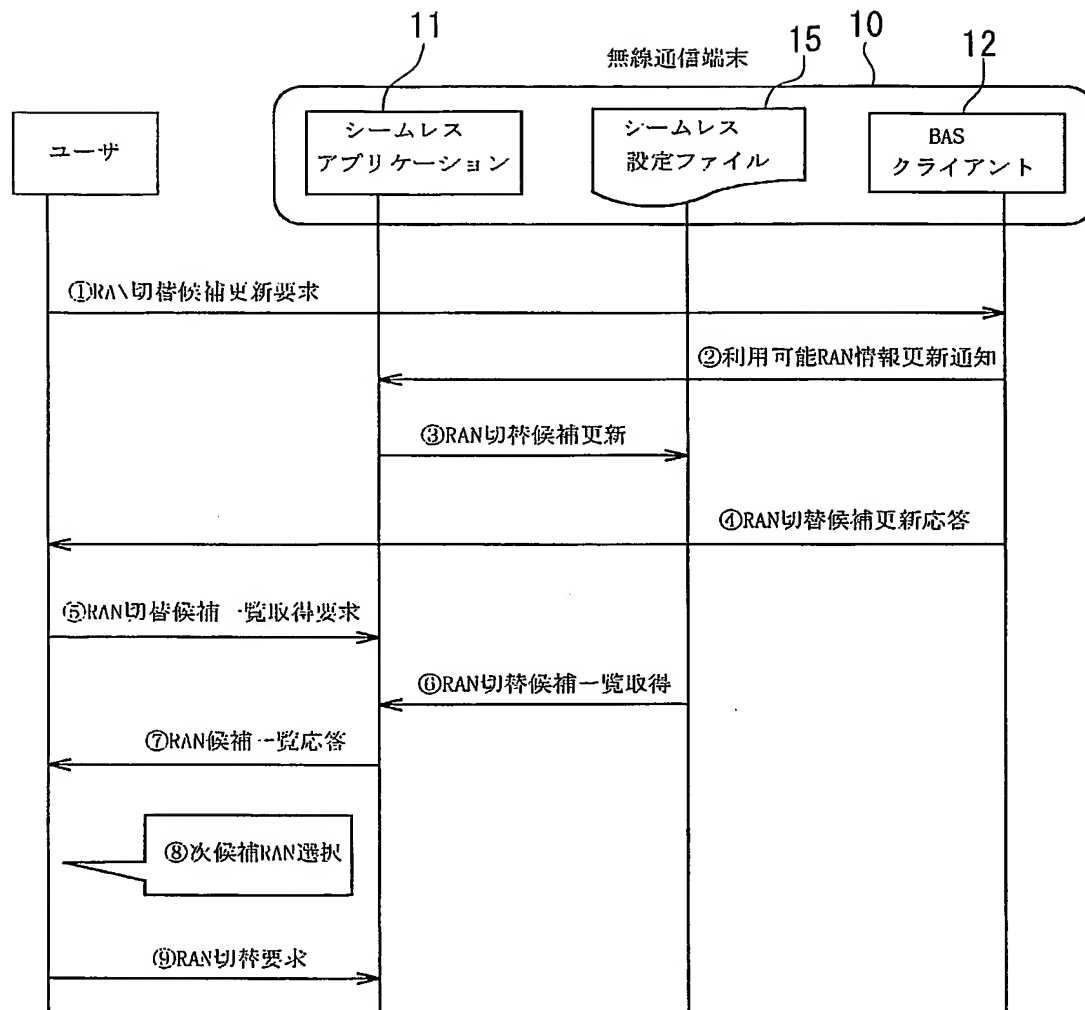 11
無線通信端末
15
10
12
ユーザ
シームレス
アプリケーション
シームレス
設定ファイル
BAS
クライアント
①RAN切替候補更新要求
②利用可能RAN情報更新通知
③RAN切替候補更新
④RAN切替候補更新応答
⑤RAN切替候補一覧取得要求
⑥RAN切替候補一覧取得
⑦RAN候補一覧応答
⑧次候補RAN選択
⑨RAN切替要求